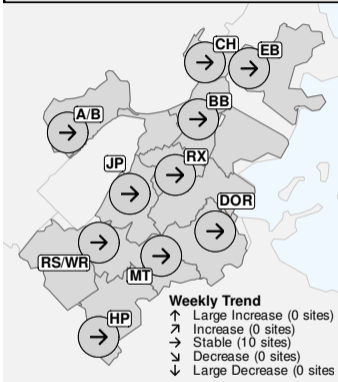 CH
EB
BB
A/B
RX
JP
DOR
RS/WR
MT
HP
Weekly Trend
↑ Large Increase (0 sites)
↗ Increase (0 sites)
→ Stable (10 sites)
↘ Decrease (0 sites)
↓ Large Decrease (0 sites